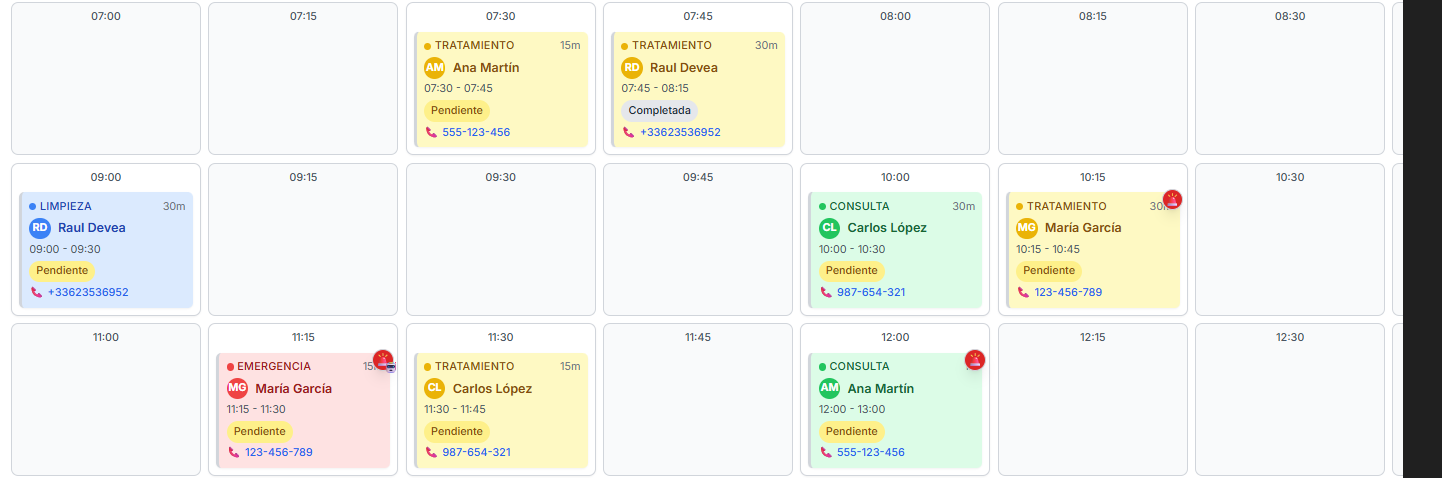 07:00
07:15
07:30
TRATAMIENTO 15m
AM Ana Martín
07:30 - 07:45
Pendiente
555-123-456
07:45
TRATAMIENTO 30m
RD Raul Devea
07:45 - 08:15
Completada
+33623536952
08:00
08:15
08:30
09:00
LIMPIEZA 30m
RD Raul Devea
09:00 - 09:30
Pendiente
+33623536952
09:15
09:30
09:45
10:00
CONSULTA 30m
CL Carlos López
10:00 - 10:30
Pendiente
987-654-321
10:15
TRATAMIENTO
MG María García
10:15 - 10:45
Pendiente
123-456-789
10:30
11:00
11:15
EMERGENCIA
MG María García
11:15 - 11:30
Pendiente
123-456-789
11:30
TRATAMIENTO 15m
CL Carlos López
11:30 - 11:45
Pendiente
987-654-321
11:45
12:00
CONSULTA
AM Ana Martín
12:00 - 13:00
Pendiente
555-123-456
12:15
12:30